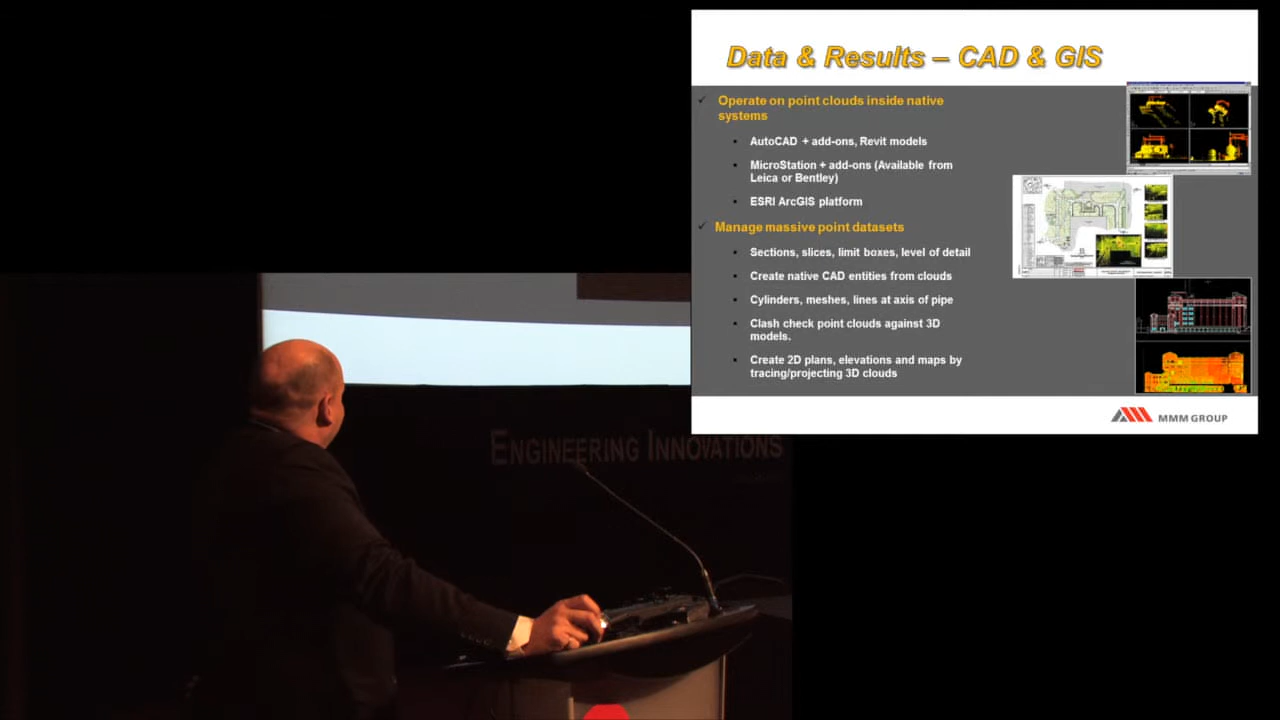 Data & Results – CAD & GIS
Operate on point clouds inside native
systems
AutoCAD + add-ons, Revit models
MicroStation + add-ons (Available from
Leica or Bentley)
ESRI ArcGIS platform
Manage massive point datasets
Sections, slices, limit boxes, level of detail
Create native CAD entities from clouds
Cylinders, meshes, lines at axis of pipe
Clash check point clouds against 3D
models.
Create 2D plans, elevations and maps by
tracing/projecting 3D clouds
MMM GROUP
ENGINEERING INNOVATIONS